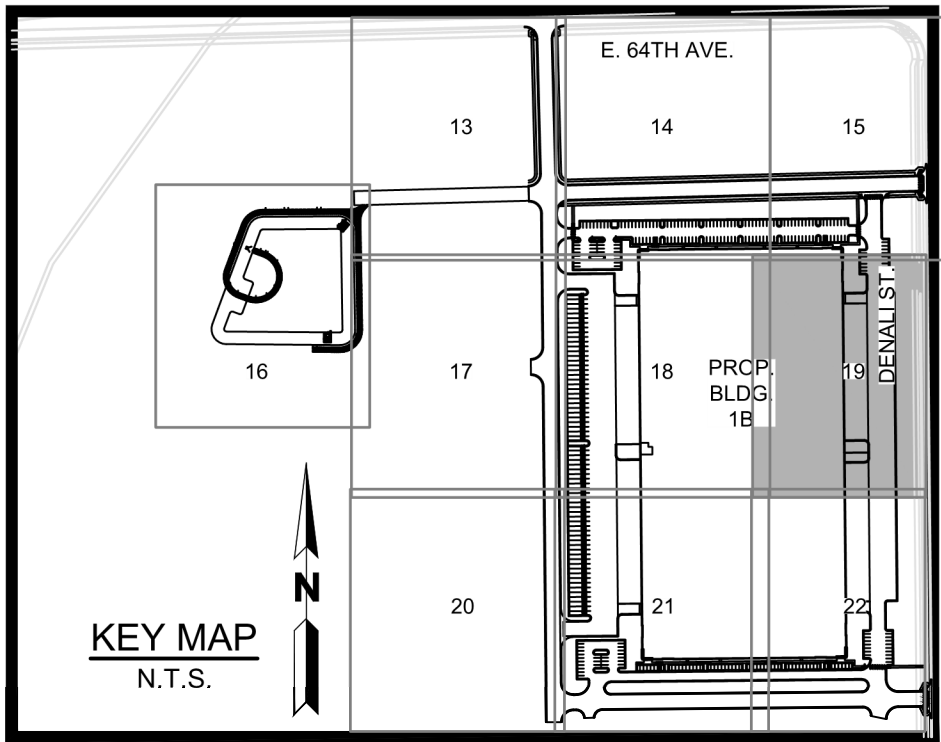 E. 64TH AVE.
13
14
15
16
17
18
PROP.
BLDG.
1B
19
DENALI ST.
20
21
22
N
KEY MAP
N.T.S.